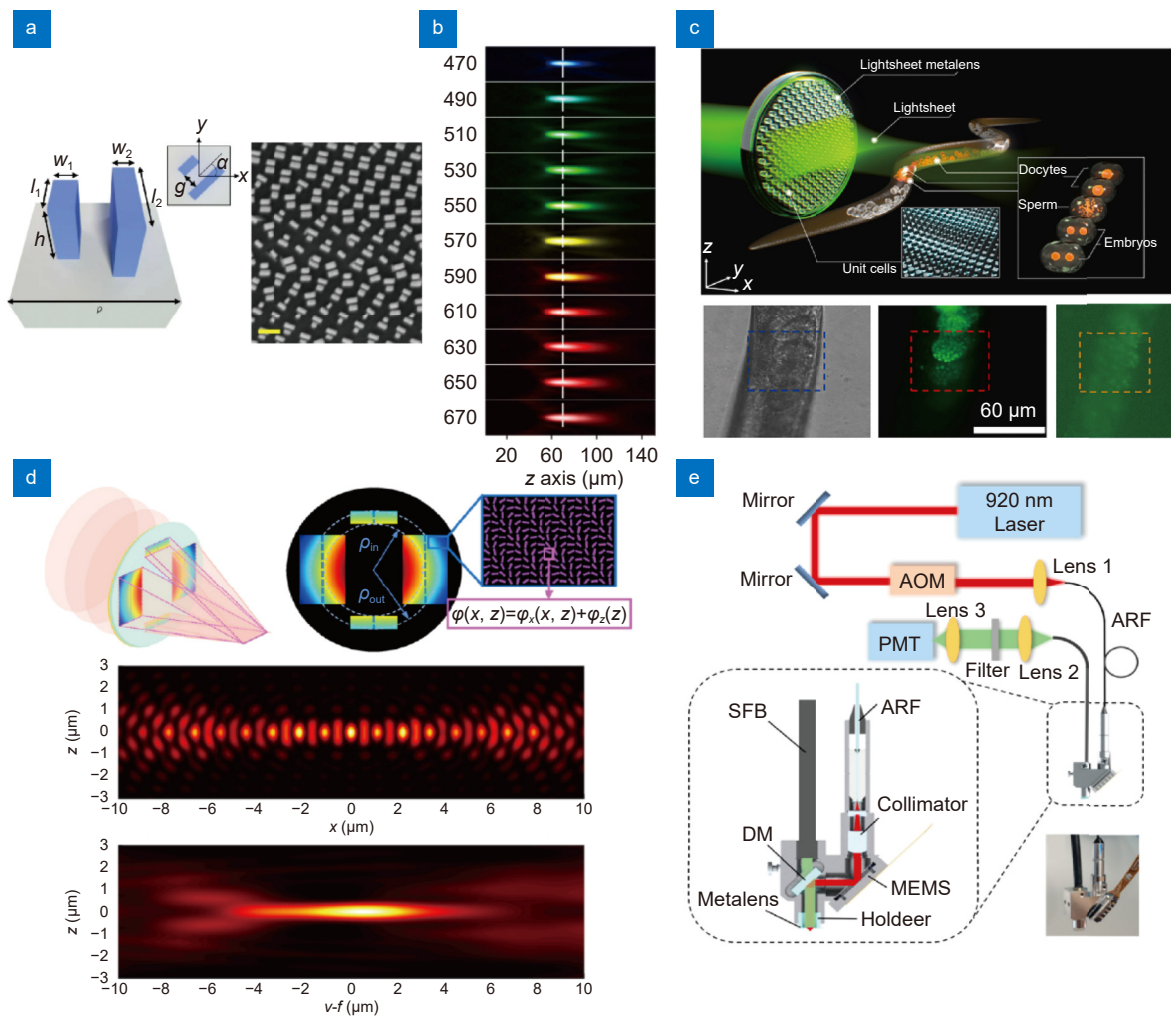 a
w₁
w₂
l₁
l₂
h
ρ
y
α
x
g
b
470
490
510
530
550
570
590
610
630
650
670
20
60
100
140
z axis (μm)
c
Lightsheet metalens
Lightsheet
Docytes
Sperm
Embryos
Unit cells
z
y
x
60 μm
d
ρin
ρout
φ(x, z)=φx(x, z)+φz(z)
3
2
1
0
−1
−2
−3
z (μm)
−10
−8
−6
−4
−2
0
2
4
6
8
10
x (μm)
3
2
1
0
−1
−2
−3
z (μm)
−10
−8
−6
−4
−2
0
2
4
6
8
10
v-f (μm)
e
Mirror
920 nm
Laser
Mirror
AOM
Lens 1
Lens 3
ARF
PMT
Filter
Lens 2
SFB
ARF
Collimator
DM
MEMS
Metalens
Holdeer